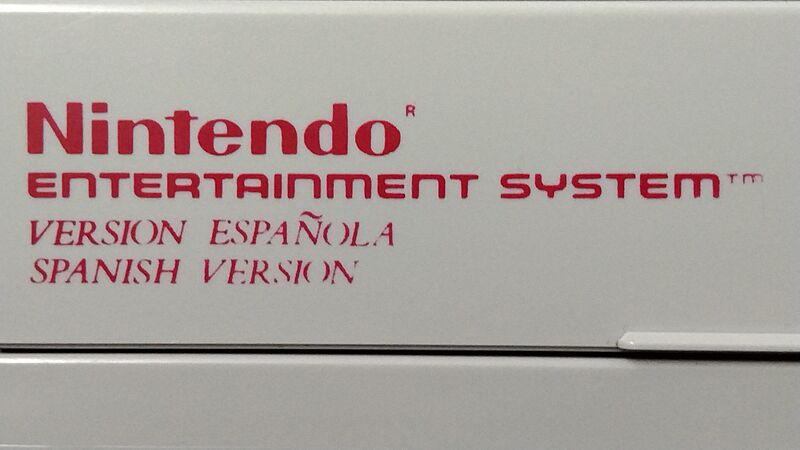 Nintendo®
ENTERTAINMENT SYSTEM™
VERSION ESPAÑOLA
SPANISH VERSION